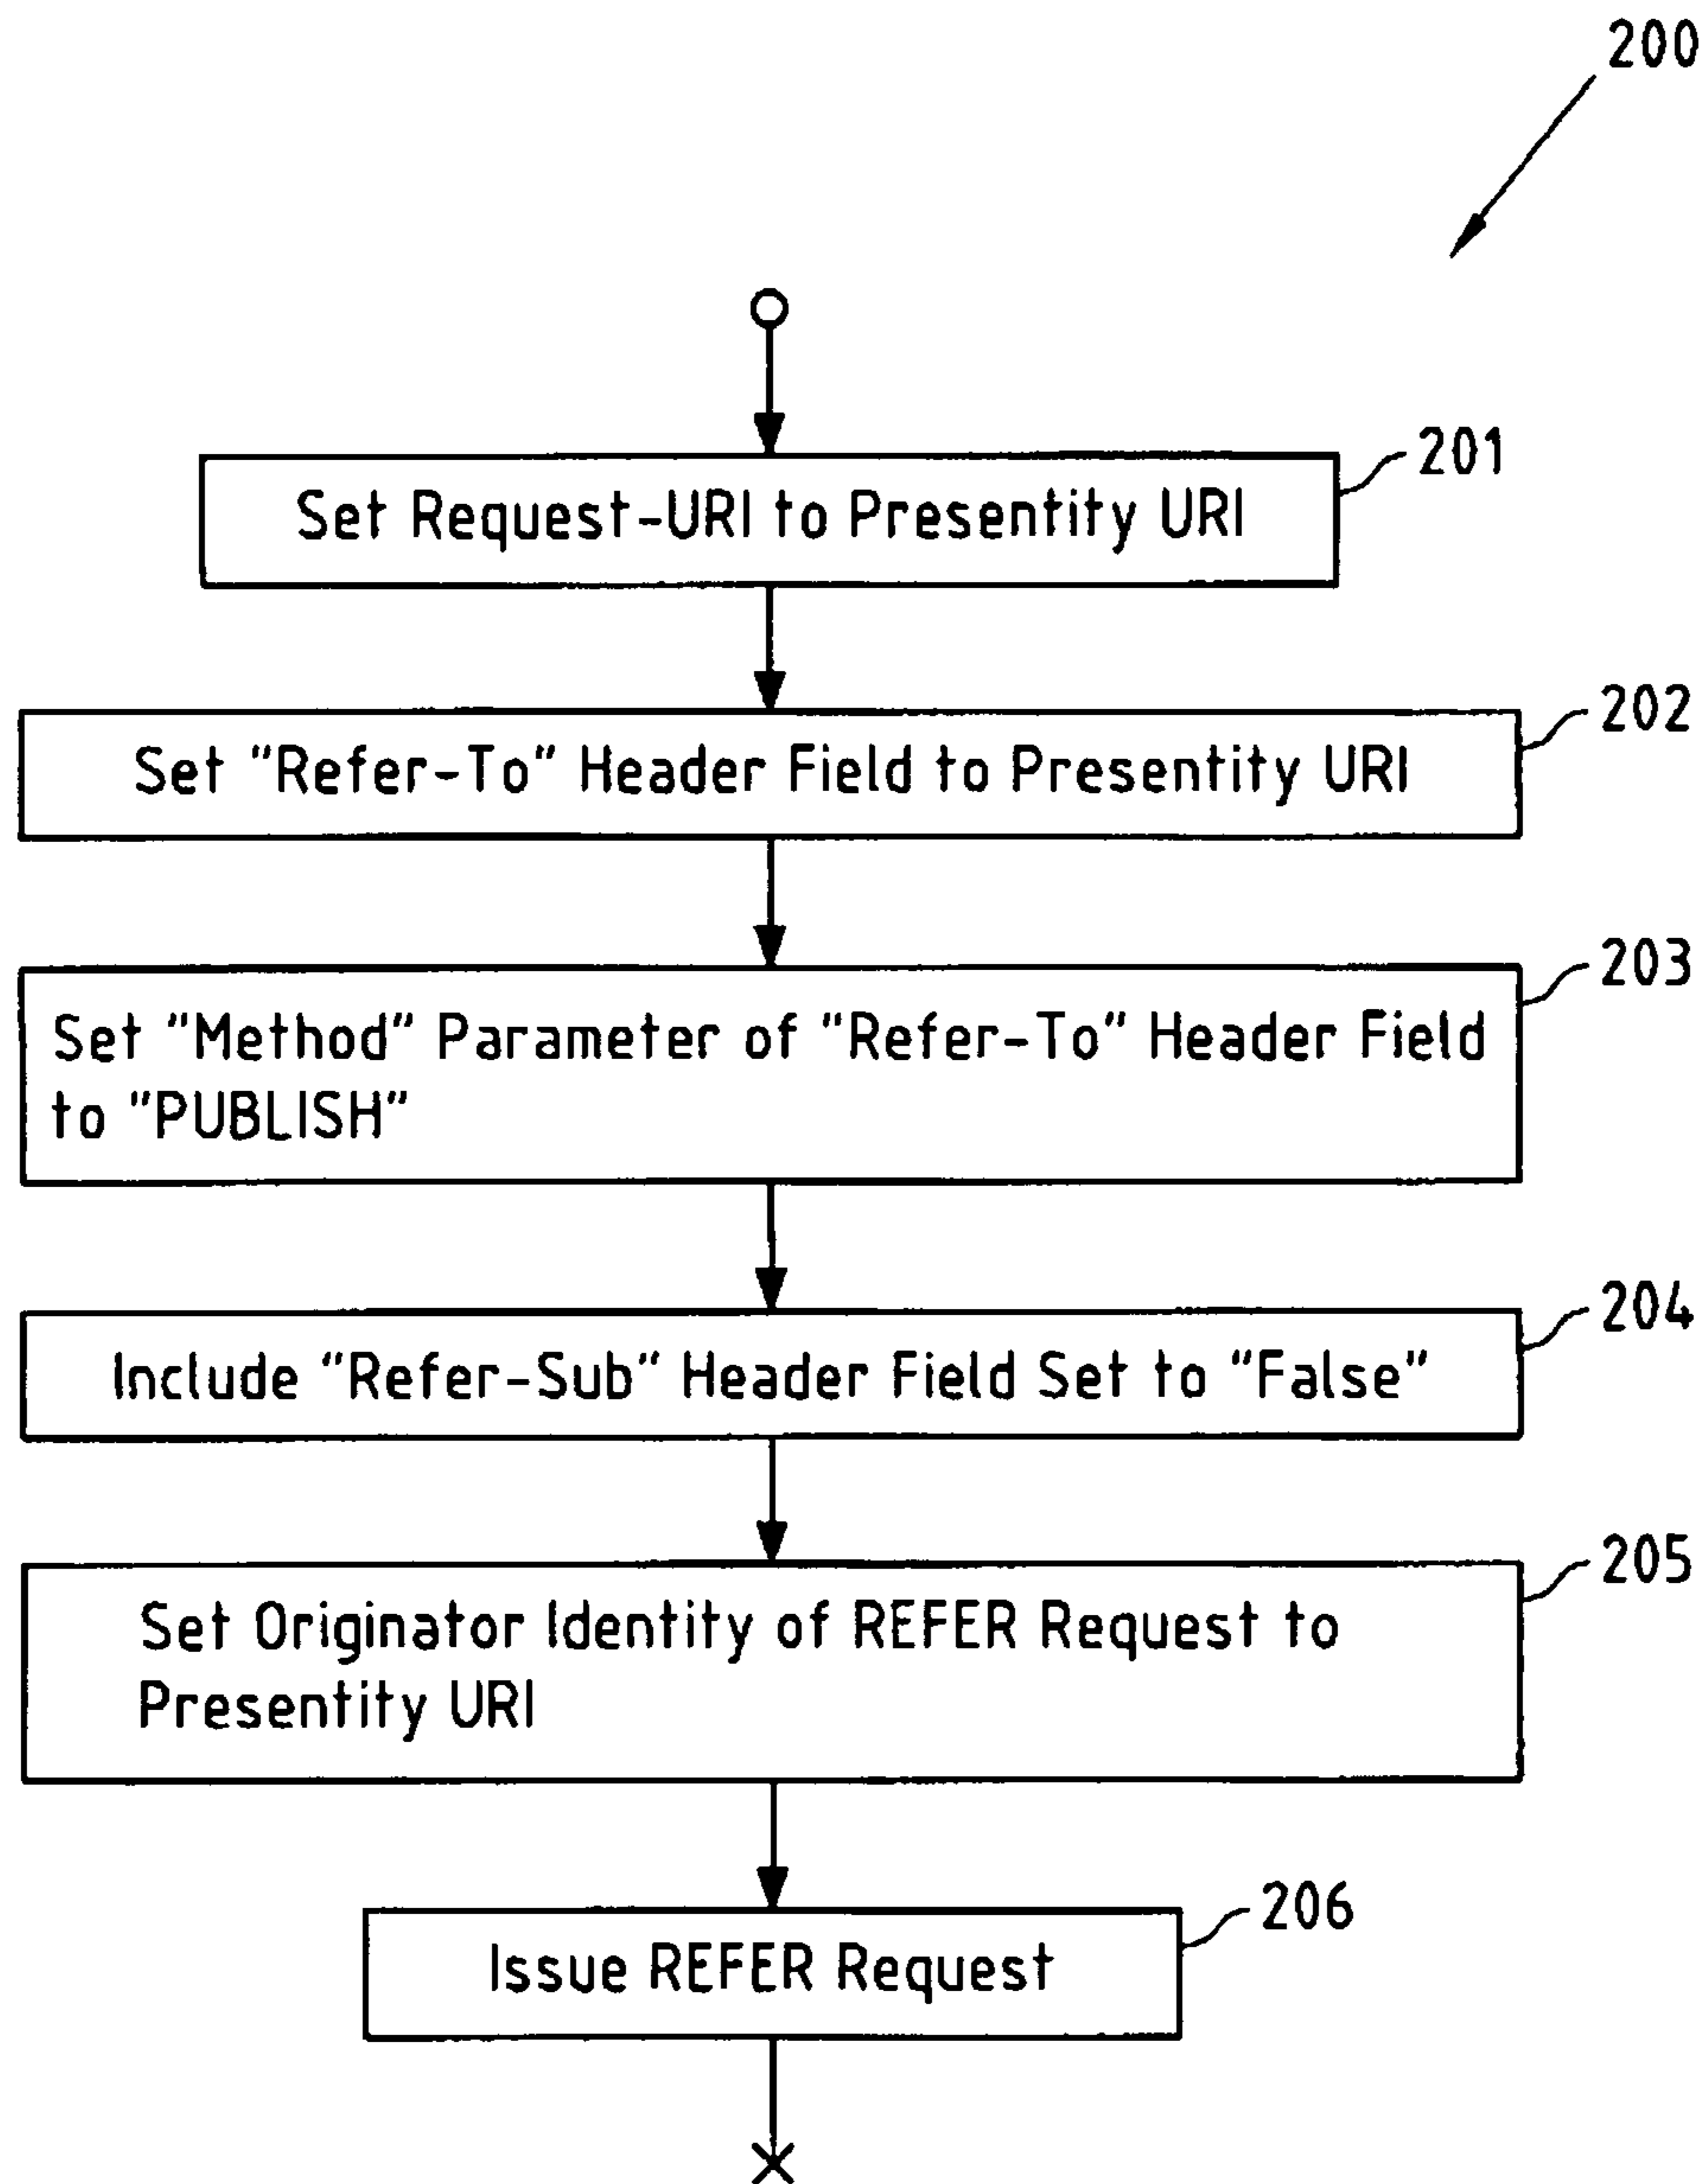 200
201
Set Request-URI to Presentity URI
202
Set "Refer-To" Header Field to Presentity URI
203
Set "Method" Parameter of "Refer-To" Header Field
to "PUBLISH"
204
Include "Refer-Sub" Header Field Set to "False"
205
Set Originator Identity of REFER Request to
Presentity URI
206
Issue REFER Request